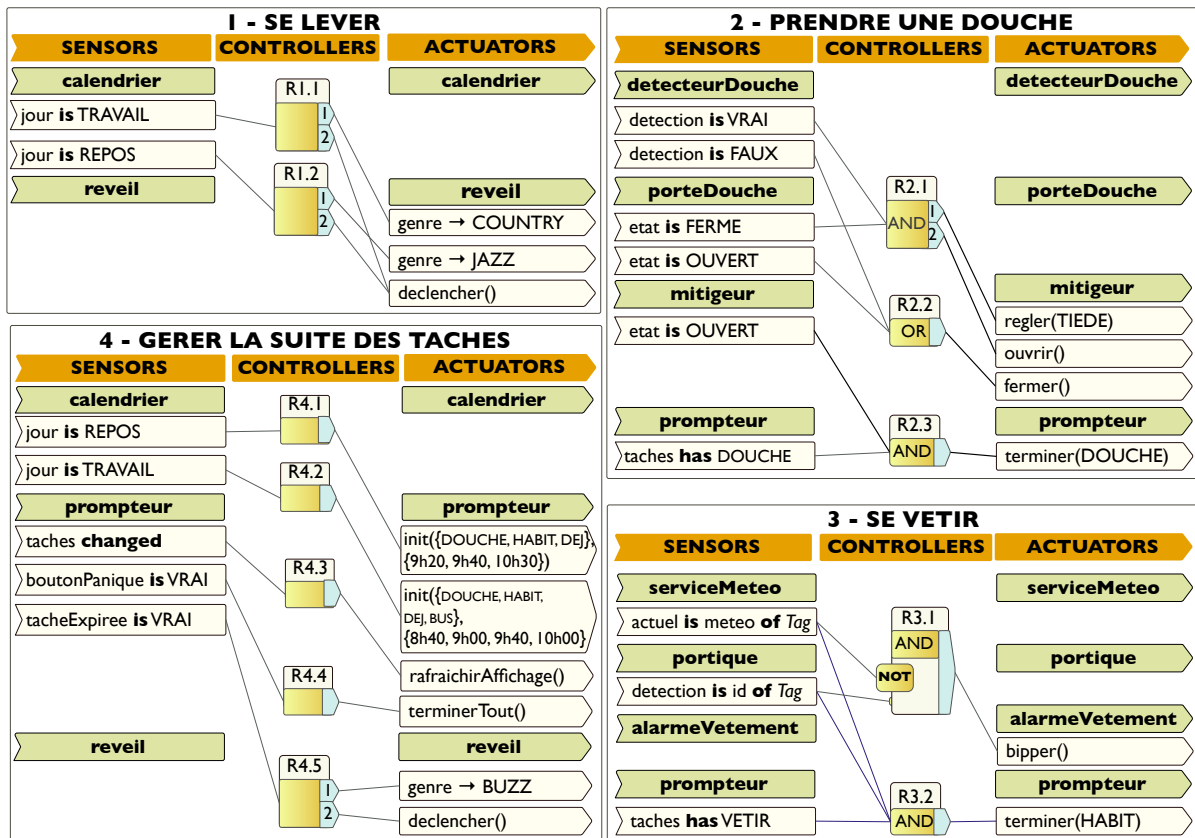 1 - SE LEVER
SENSORS
CONTROLLERS
ACTUATORS
calendrier
jour is TRAVAIL
jour is REPOS
reveil
R1.1
1
2
R1.2
1
2
calendrier
reveil
genre → COUNTRY
genre → JAZZ
declencher()
2 - PRENDRE UNE DOUCHE
SENSORS
CONTROLLERS
ACTUATORS
detecteurDouche
detection is VRAI
detection is FAUX
porteDouche
etat is FERME
etat is OUVERT
mitigeur
etat is OUVERT
prompteur
taches has DOUCHE
R2.1
AND
1
2
R2.2
OR
R2.3
AND
detecteurDouche
porteDouche
mitigeur
regler(TIEDE)
ouvrir()
fermer()
prompteur
terminer(DOUCHE)
4 - GERER LA SUITE DES TACHES
SENSORS
CONTROLLERS
ACTUATORS
calendrier
jour is REPOS
jour is TRAVAIL
prompteur
taches changed
boutonPanique is VRAI
tacheExpiree is VRAI
reveil
R4.1
R4.2
R4.3
R4.4
R4.5
1
2
calendrier
prompteur
init({DOUCHE, HABIT, DEJ},
{9h20, 9h40, 10h30})
init({DOUCHE, HABIT,
DEJ, BUS},
{8h40, 9h00, 9h40, 10h00}
rafraichirAffichage()
terminerTout()
reveil
genre → BUZZ
declencher()
3 - SE VETIR
SENSORS
CONTROLLERS
ACTUATORS
serviceMeteo
actuel is meteo of Tag
portique
detection is id of Tag
alarmeVetement
prompteur
taches has VETIR
R3.1
AND
NOT
R3.2
AND
serviceMeteo
portique
alarmeVetement
bipper()
prompteur
terminer(HABIT)